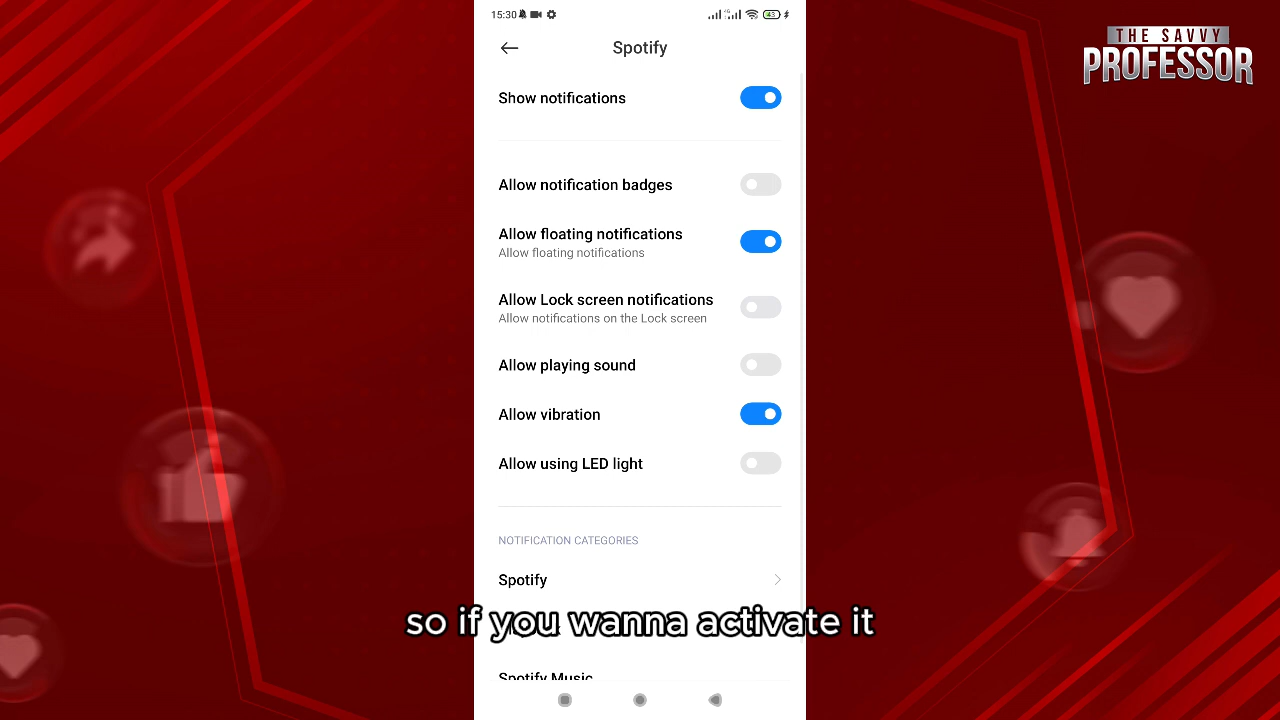 15:30
4G
43
THE SAVVY
PROFESSOR
Spotify
Show notifications
Allow notification badges
Allow floating notifications
Allow floating notifications
Allow Lock screen notifications
Allow notifications on the Lock screen
Allow playing sound
Allow vibration
Allow using LED light
NOTIFICATION CATEGORIES
Spotify
so if you wanna activate it
Spotify Music